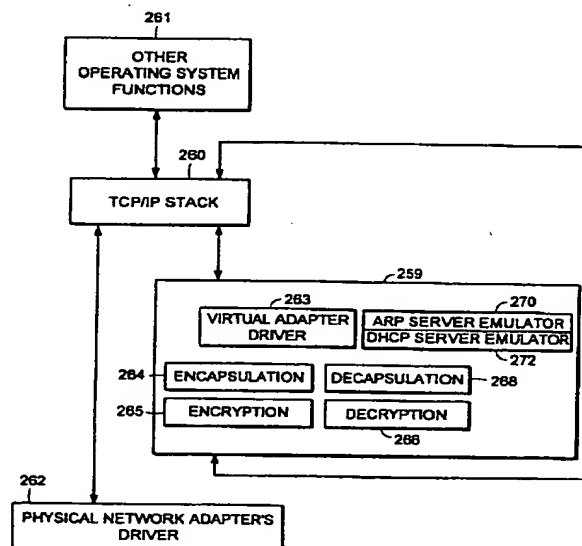 261
OTHER
OPERATING SYSTEM
FUNCTIONS
260
TCP/IP STACK
259
263
VIRTUAL ADAPTER
DRIVER
270
ARP SERVER EMULATOR
DHCP SERVER EMULATOR
272
264
ENCAPSULATION
DECAPSULATION
268
265
ENCRYPTION
DECRYPTION
266
262
PHYSICAL NETWORK ADAPTER'S
DRIVER